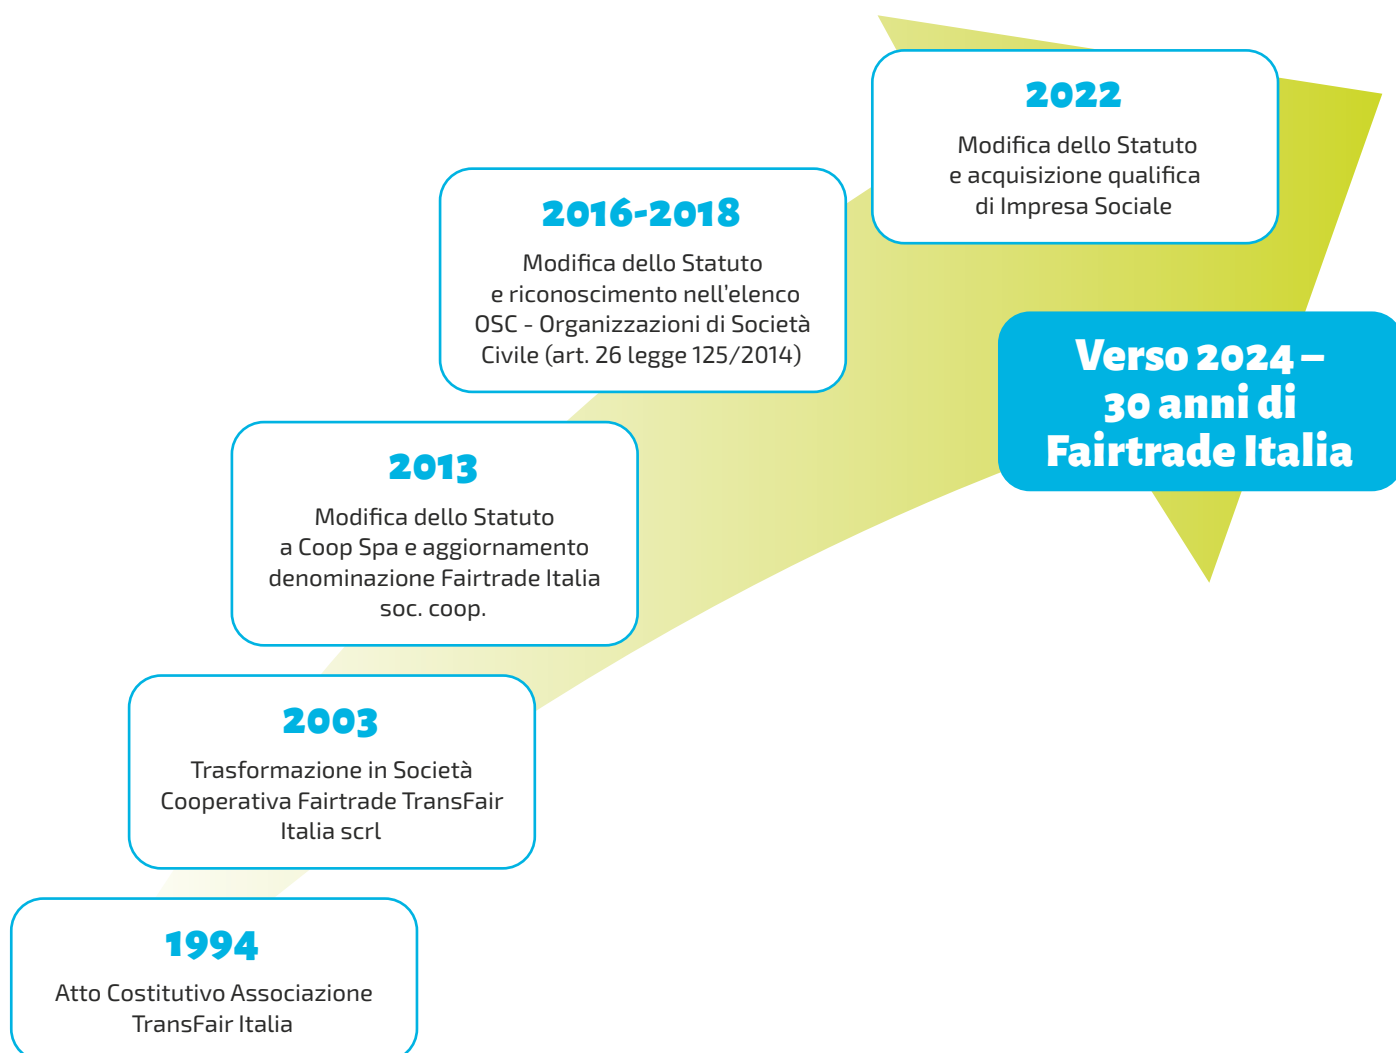 2022
Modifica dello Statuto
e acquisizione qualifica
di Impresa Sociale
2016-2018
Modifica dello Statuto
e riconoscimento nell’elenco
OSC - Organizzazioni di Società
Civile (art. 26 legge 125/2014)
Verso 2024 –
30 anni di
Fairtrade Italia
2013
Modifica dello Statuto
a Coop Spa e aggiornamento
denominazione Fairtrade Italia
soc. coop.
2003
Trasformazione in Società
Cooperativa Fairtrade TransFair
Italia scrl
1994
Atto Costitutivo Associazione
TransFair Italia